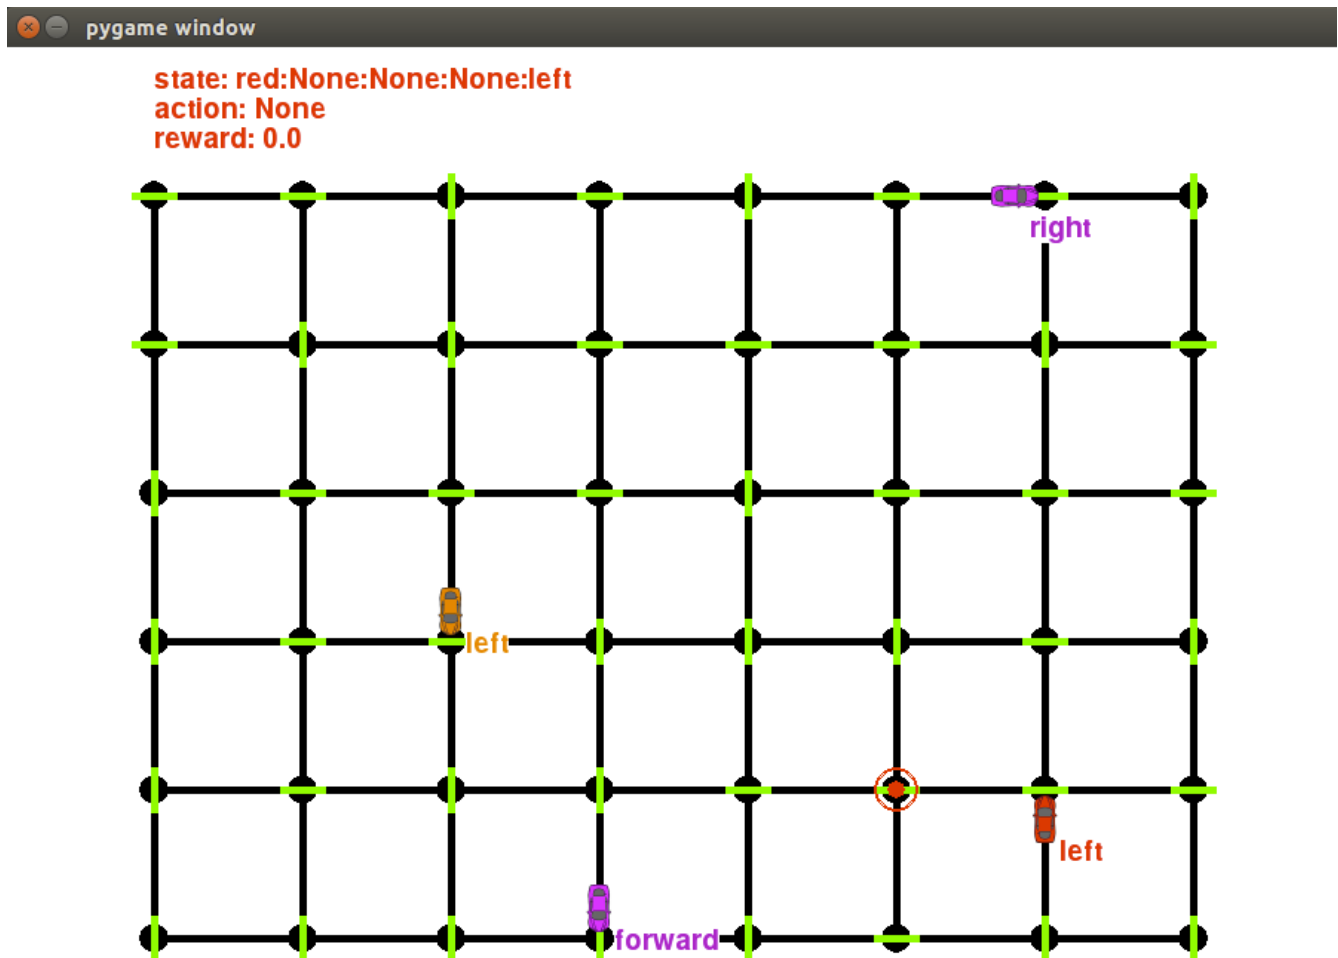 pygame window
state: red:None:None:None:left
action: None
reward: 0.0
right
left
left
forward